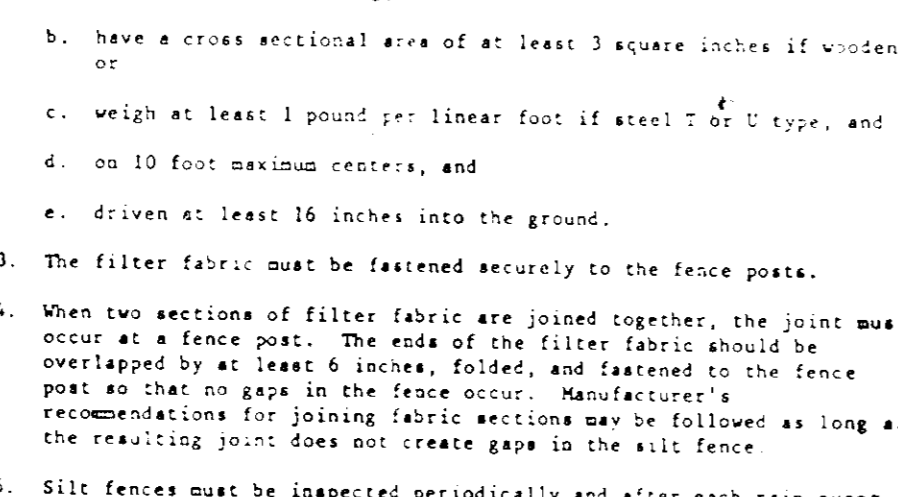 b. have a cross sectional area of at least 3 square inches if wooden
or
c. weigh at least 1 pound per linear foot if steel T or U type, and
d. on 10 foot maximum centers, and
e. driven at least 16 inches into the ground.
3. The filter fabric must be fastened securely to the fence posts.
4. When two sections of filter fabric are joined together, the joint mus
occur at a fence post. The ends of the filter fabric should be
overlapped by at least 6 inches, folded, and fastened to the fence
post so that no gaps in the fence occur. Manufacturer's
recommendations for joining fabric sections may be followed as long a
the resulting joint does not create gaps in the silt fence.
5. Silt fences must be inspected periodically and after each rain event